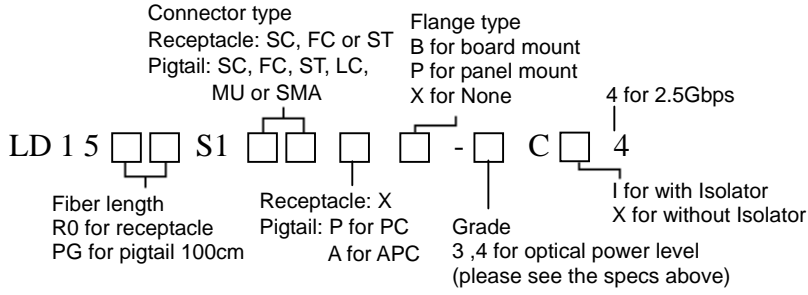 Connector type
Receptacle: SC, FC or ST
Pigtail: SC, FC, ST, LC,
MU or SMA
Flange type
B for board mount
P for panel mount
X for None
4 for 2.5Gbps
LD 1 5 □□ S1 □□ □ □ - □ C □ 4
Fiber length
R0 for receptacle
PG for pigtail 100cm
Receptacle: X
Pigtail: P for PC
A for APC
Grade
3 ,4 for optical power level
(please see the specs above)
I for with Isolator
X for without Isolator